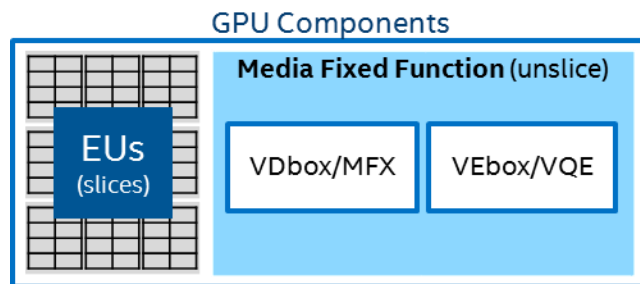 GPU Components
Media Fixed Function (unslice)
EUs
(slices)
VDbox/MFX
VEbox/VQE